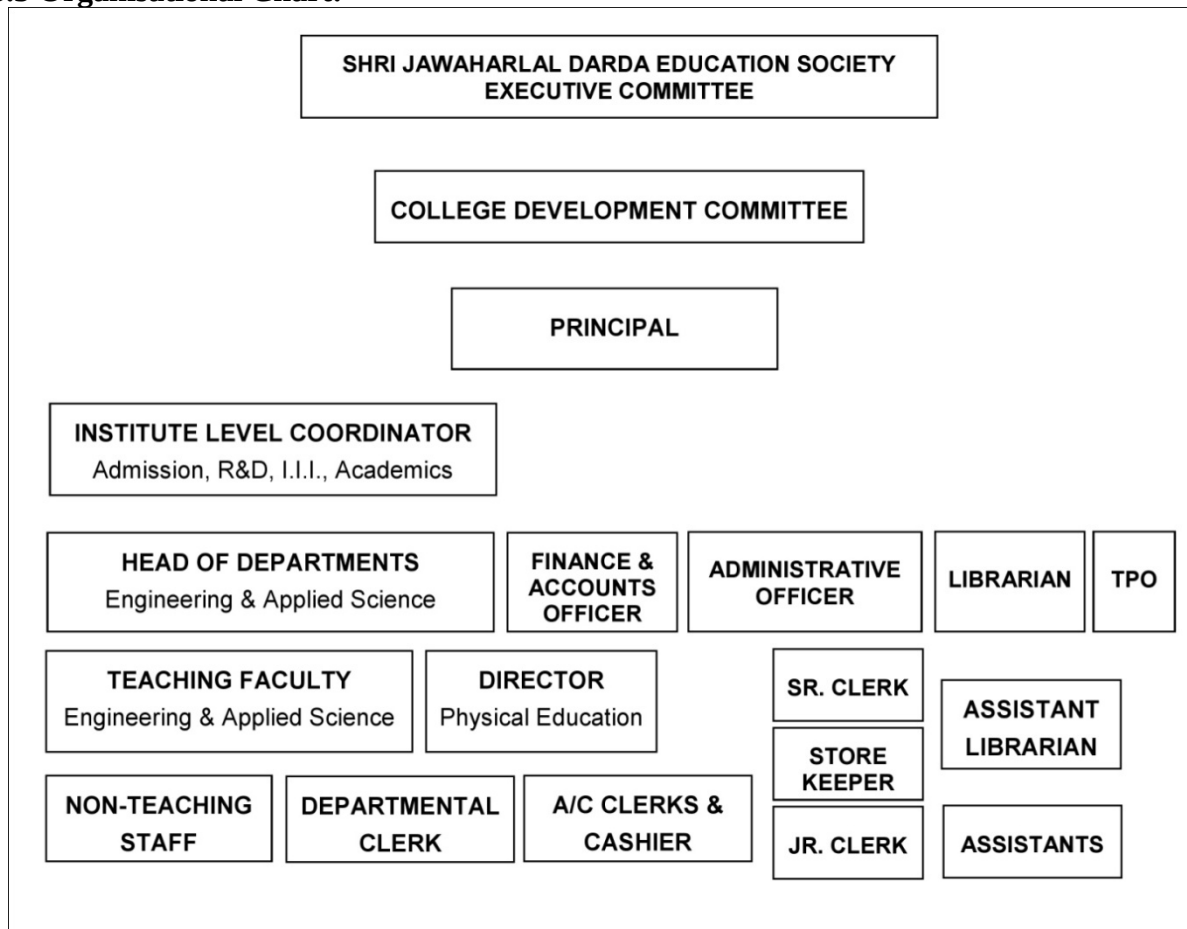 Organisational Chart:
SHRI JAWAHARLAL DARDA EDUCATION SOCIETY
EXECUTIVE COMMITTEE
COLLEGE DEVELOPMENT COMMITTEE
PRINCIPAL
INSTITUTE LEVEL COORDINATOR
Admission, R&D, I.I.I., Academics
HEAD OF DEPARTMENTS
Engineering & Applied Science
FINANCE &
ACCOUNTS
OFFICER
ADMINISTRATIVE
OFFICER
LIBRARIAN
TPO
TEACHING FACULTY
Engineering & Applied Science
DIRECTOR
Physical Education
SR. CLERK
ASSISTANT
LIBRARIAN
STORE
KEEPER
NON-TEACHING
STAFF
DEPARTMENTAL
CLERK
A/C CLERKS &
CASHIER
JR. CLERK
ASSISTANTS